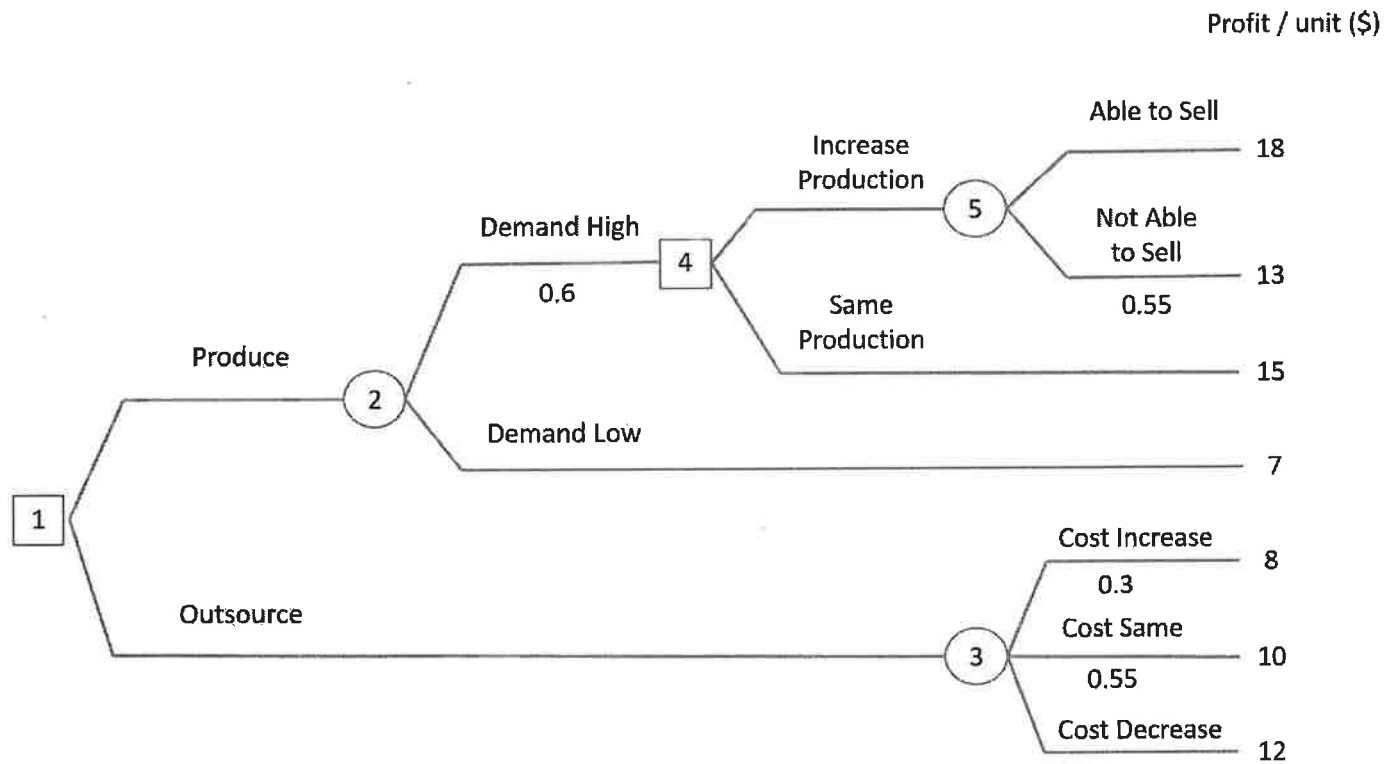 Profit / unit ($)
Able to Sell
18
Increase
Production
5
Not Able
to Sell
13
0.55
Demand High
0.6
4
Same
Production
15
Produce
2
Demand Low
7
1
Cost Increase
8
0.3
Outsource
Cost Same
3
10
0.55
Cost Decrease
12